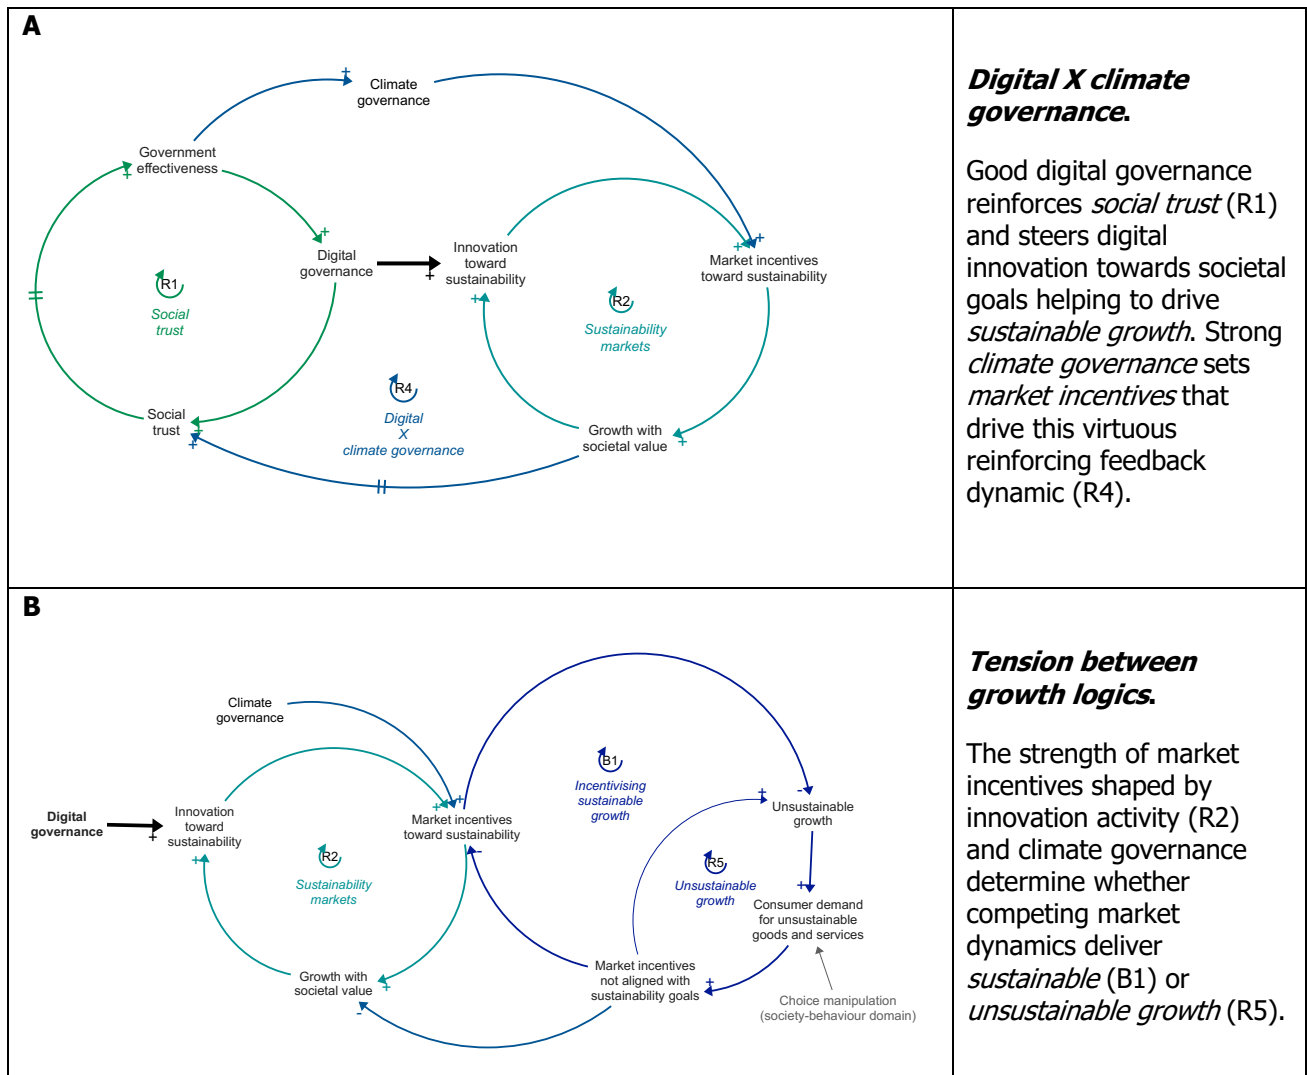 A
Climate
governance
Government
effectiveness
Digital
governance
Innovation
toward
sustainability
Market incentives
toward sustainability
R1
Social
trust
R2
Sustainability
markets
R4
Digital
X
climate governance
Social
trust
Growth with
societal value
+
+
+
+
+
+
+
+
+
+
Digital X climate
governance.
Good digital governance
reinforces social trust (R1)
and steers digital
innovation towards societal
goals helping to drive
sustainable growth. Strong
climate governance sets
market incentives that
drive this virtuous
reinforcing feedback
dynamic (R4).
B
Climate
governance
Digital
governance
Innovation
toward
sustainability
Market incentives
toward sustainability
R2
Sustainability
markets
Growth with
societal value
B1
Incentivising
sustainable
growth
Unsustainable
growth
R5
Unsustainable
growth
Consumer demand
for unsustainable
goods and services
Market incentives
not aligned with
sustainability goals
Choice manipulation
(society-behaviour domain)
+
+
+
+
+
-
-
+
+
+
-
Tension between
growth logics.
The strength of market
incentives shaped by
innovation activity (R2)
and climate governance
determine whether
competing market
dynamics deliver
sustainable (B1) or
unsustainable growth (R5).